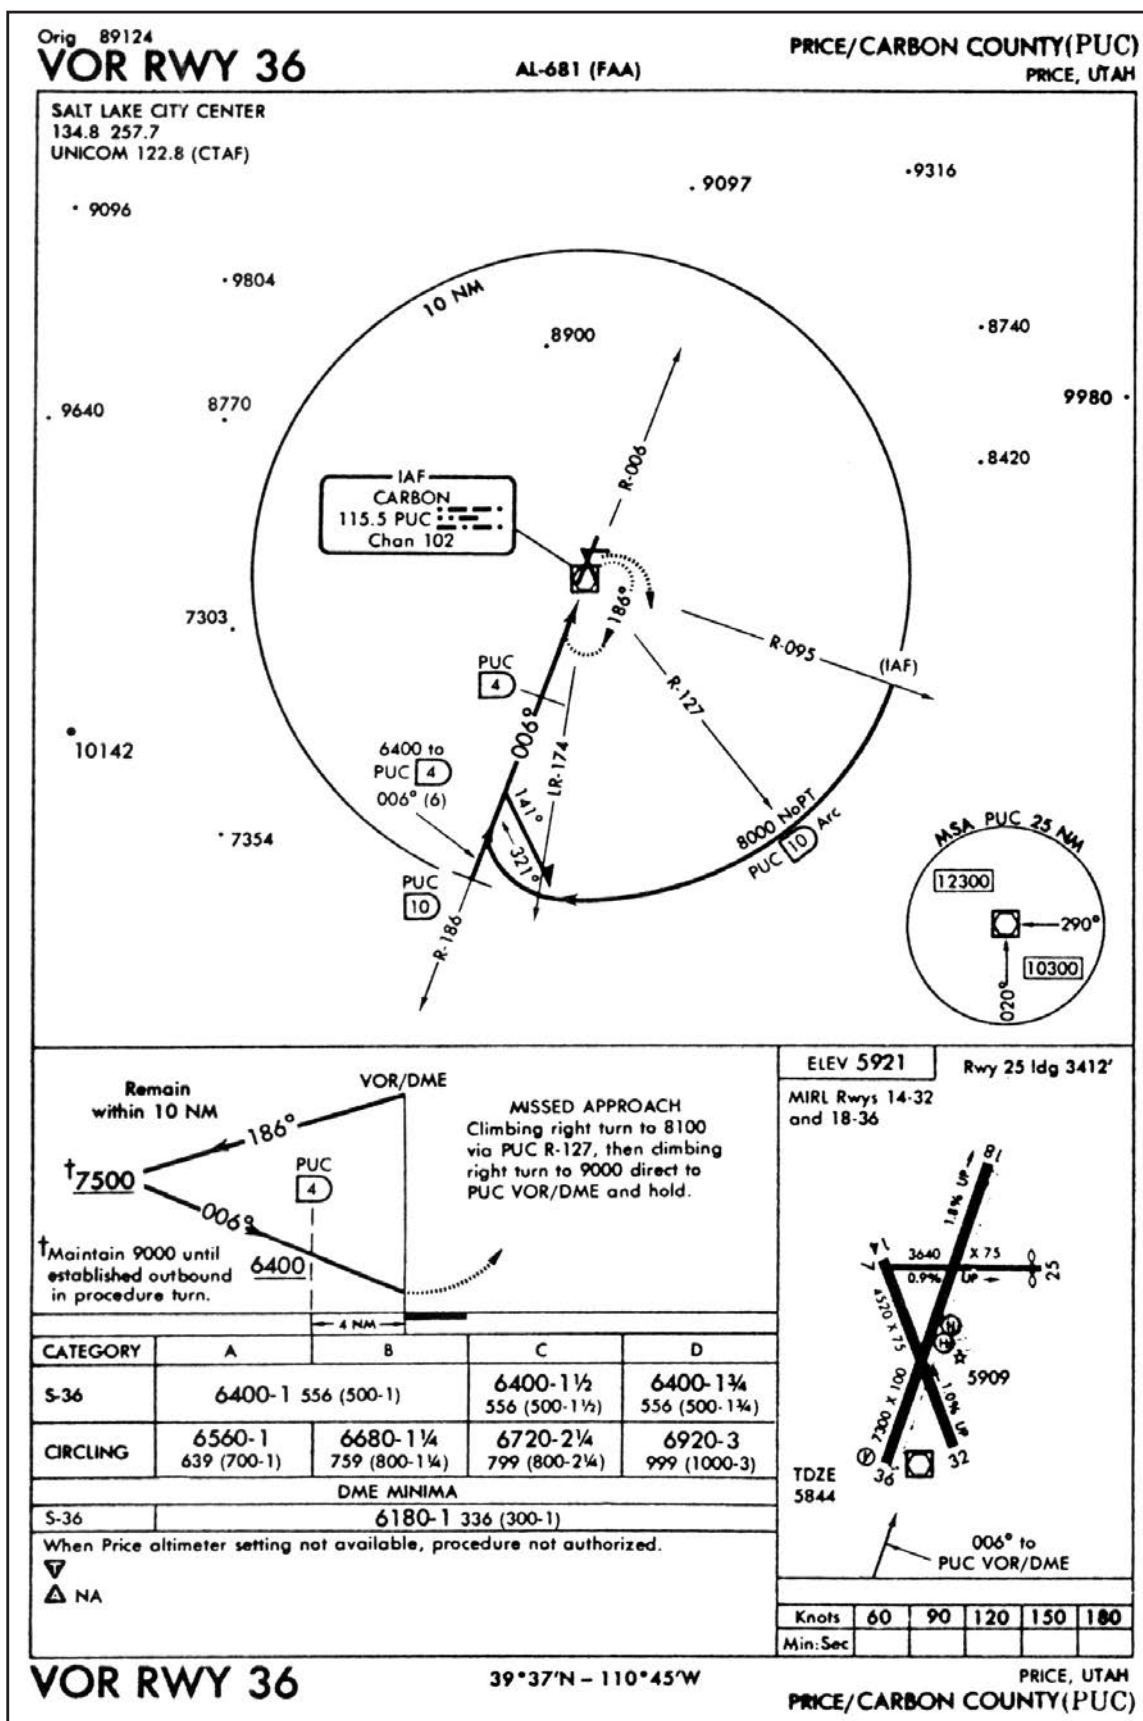 Orig 89124
VOR RWY 36
AL-681 (FAA)
PRICE/CARBON COUNTY(PUC)
PRICE, UTAH
SALT LAKE CITY CENTER
134.8 257.7
UNICOM 122.8 (CTAF)
9096
9097
9316
9804
10 NM
8900
8740
9640
8770
9980
8420
R-006
IAF
CARBON
115.5 PUC
Chan 102
186°
7303
R-095
(IAF)
PUC
4
R-127
10142
006°
6400 to
PUC 4
006° (6)
LR-174
141°
321°
7354
8000 NoPT
PUC 10 Arc
PUC
10
R-186
MSA PUC 25 NM
12300
290°
10300
020°
Remain
within 10 NM
VOR/DME
186°
†7500
PUC
4
006°
6400
†Maintain 9000 until
established outbound
in procedure turn.
4 NM
MISSED APPROACH
Climbing right turn to 8100
via PUC R-127, then climbing
right turn to 9000 direct to
PUC VOR/DME and hold.
ELEV 5921
Rwy 25 ldg 3412'
MIRL Rwys 14-32
and 18-36
18
1.8% UP
14
7
3640 X 75
0.9% UP
25
4520 X 75
H
H
5909
7300 X 100
1.0% UP
36
32
TDZE
5844
006° to
PUC VOR/DME
CATEGORY A B C D
S-36 6400-1 556 (500-1) 6400-1½ 6400-1¾
556 (500-1½) 556 (500-1¾)
CIRCLING 6560-1 6680-1¼ 6720-2¼ 6920-3
639 (700-1) 759 (800-1¼) 799 (800-2¼) 999 (1000-3)
DME MINIMA
S-36 6180-1 336 (300-1)
When Price altimeter setting not available, procedure not authorized.
T
A NA
Knots 60 90 120 150 180
Min:Sec
VOR RWY 36
39°37'N – 110°45'W
PRICE, UTAH
PRICE/CARBON COUNTY(PUC)